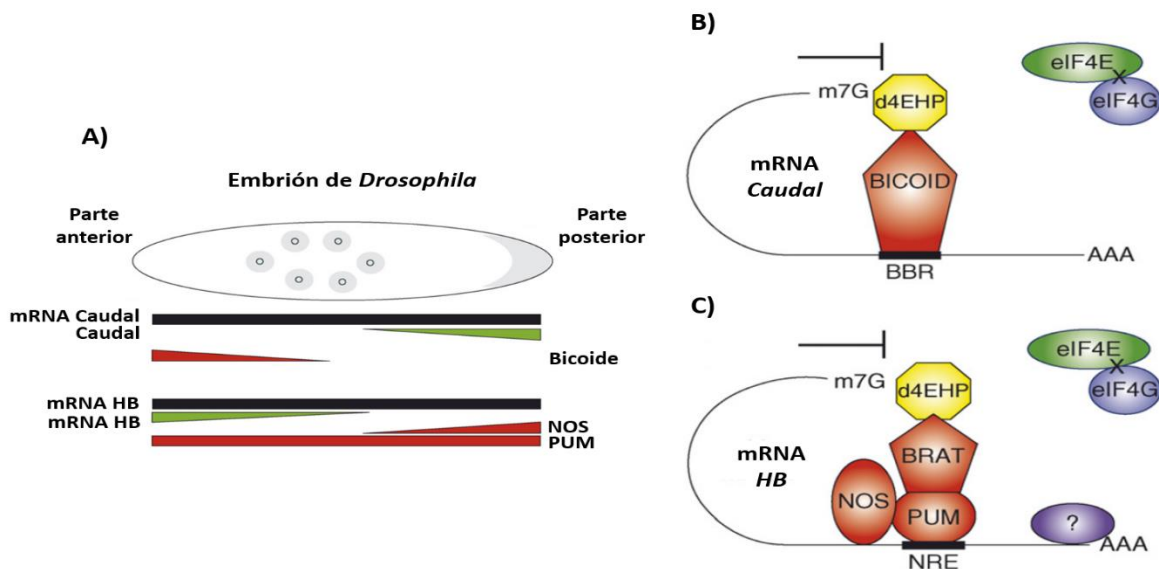 A)
Embrión de Drosophila
Parte
anterior
Parte
posterior
mRNA Caudal
Caudal
Bicoide
mRNA HB
mRNA HB
NOS
PUM
B)
m7G
d4EHP
eIF4E
X
eIF4G
mRNA
Caudal
BICOID
BBR
AAA
C)
m7G
d4EHP
eIF4E
X
eIF4G
mRNA
HB
BRAT
NOS
PUM
?
AAA
NRE